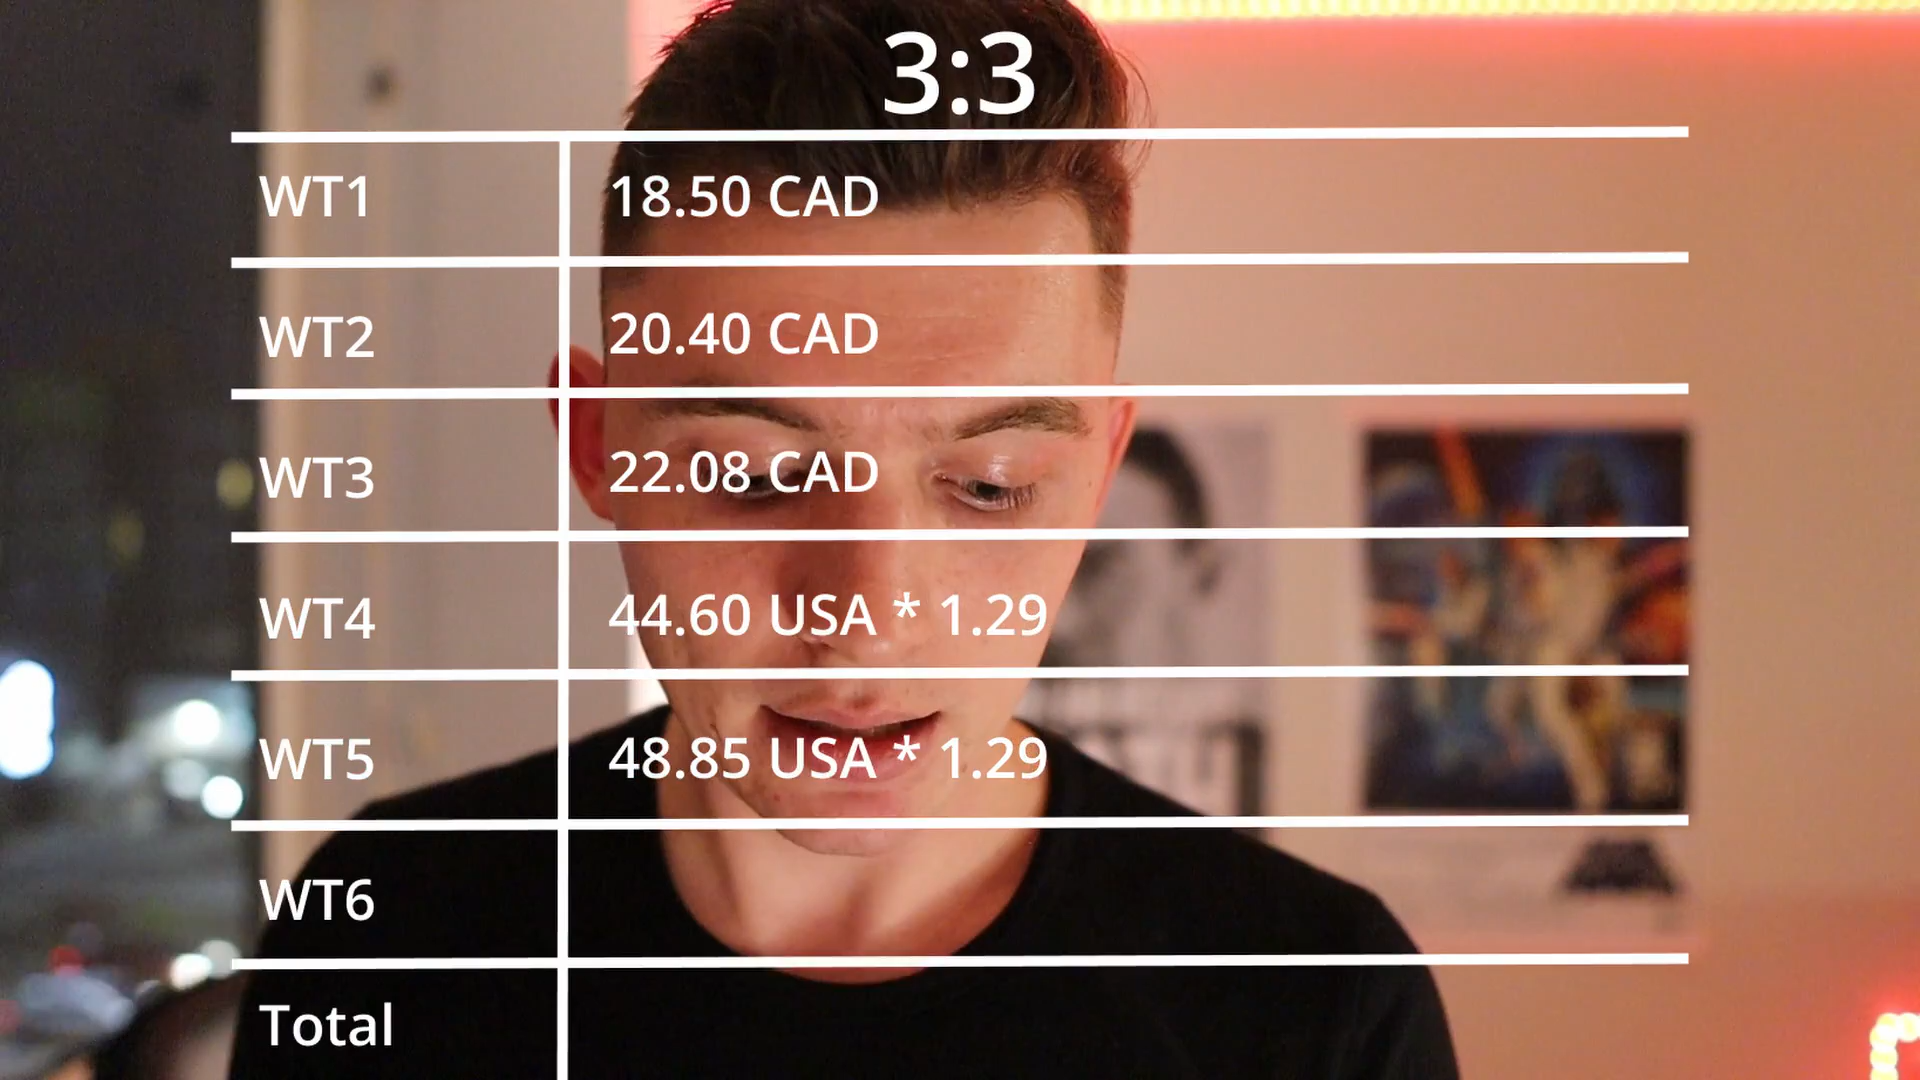 3:3
WT1 18.50 CAD
WT2 20.40 CAD
WT3 22.08 CAD
WT4 44.60 USA * 1.29
WT5 48.85 USA * 1.29
WT6
Total